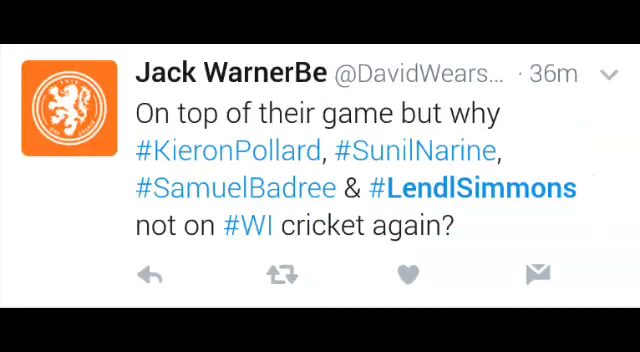 Jack WarnerBe @DavidWears... · 36m
On top of their game but why
#KieronPollard, #SunilNarine,
#SamuelBadree & #LendlSimmons
not on #WI cricket again?